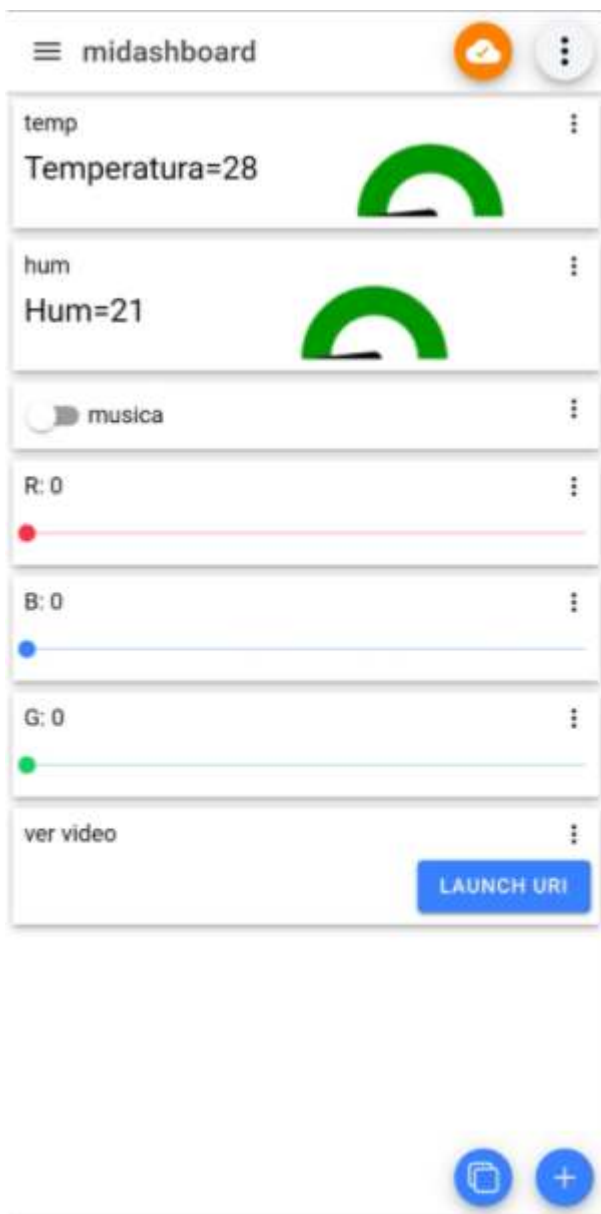 midashboard
temp
Temperatura=28
hum
Hum=21
musica
R: 0
B: 0
G: 0
ver video
LAUNCH URI